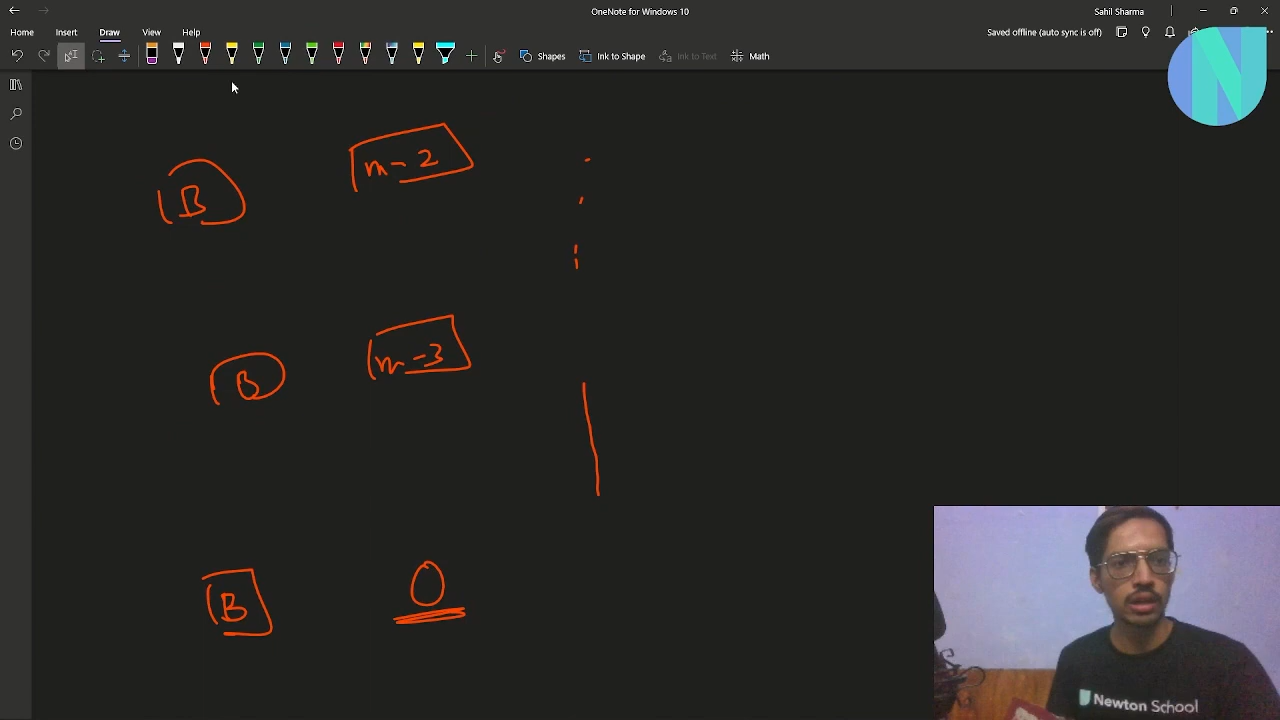 OneNote for Windows 10
Sahil Sharma
Home Insert Draw View Help
Saved offline (auto sync is off)
Shapes Ink to Shape Ink to Text Math
B m-2
B m-3
B 0
Newton School